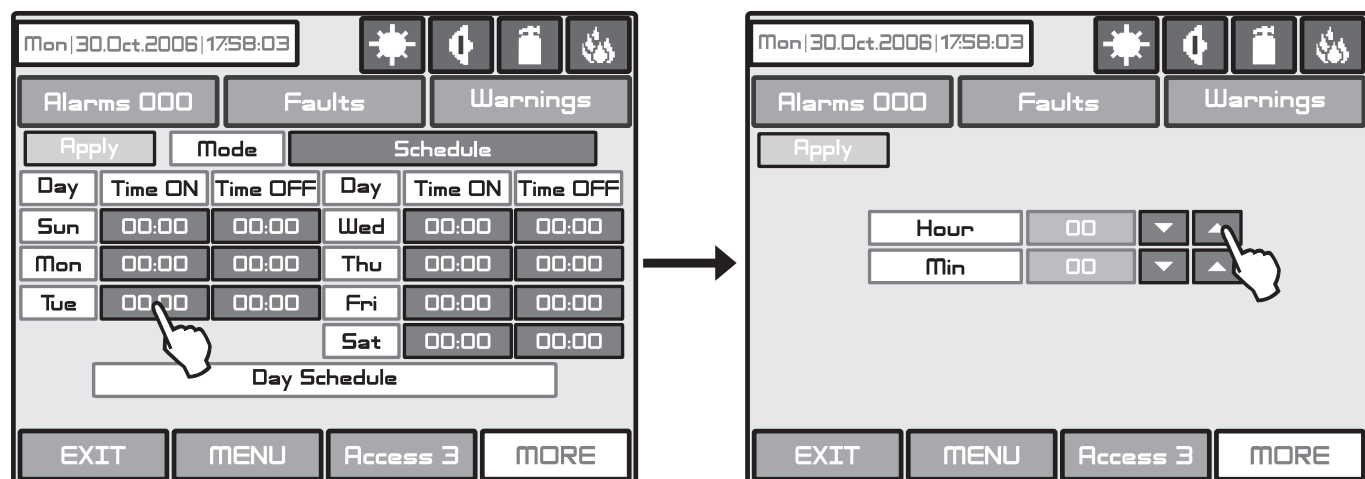 Mon|30.Oct.2006|17:58:03
Alarms 000 Faults Warnings
Apply Mode Schedule
Day Time ON Time OFF Day Time ON Time OFF
Sun 00:00 00:00 Wed 00:00 00:00
Mon 00:00 00:00 Thu 00:00 00:00
Tue 00:00 00:00 Fri 00:00 00:00
Sat 00:00 00:00
Day Schedule
EXIT MENU Access 3 MORE
Mon|30.Oct.2006|17:58:03
Alarms 000 Faults Warnings
Apply
Hour 00
Min 00
EXIT MENU Access 3 MORE